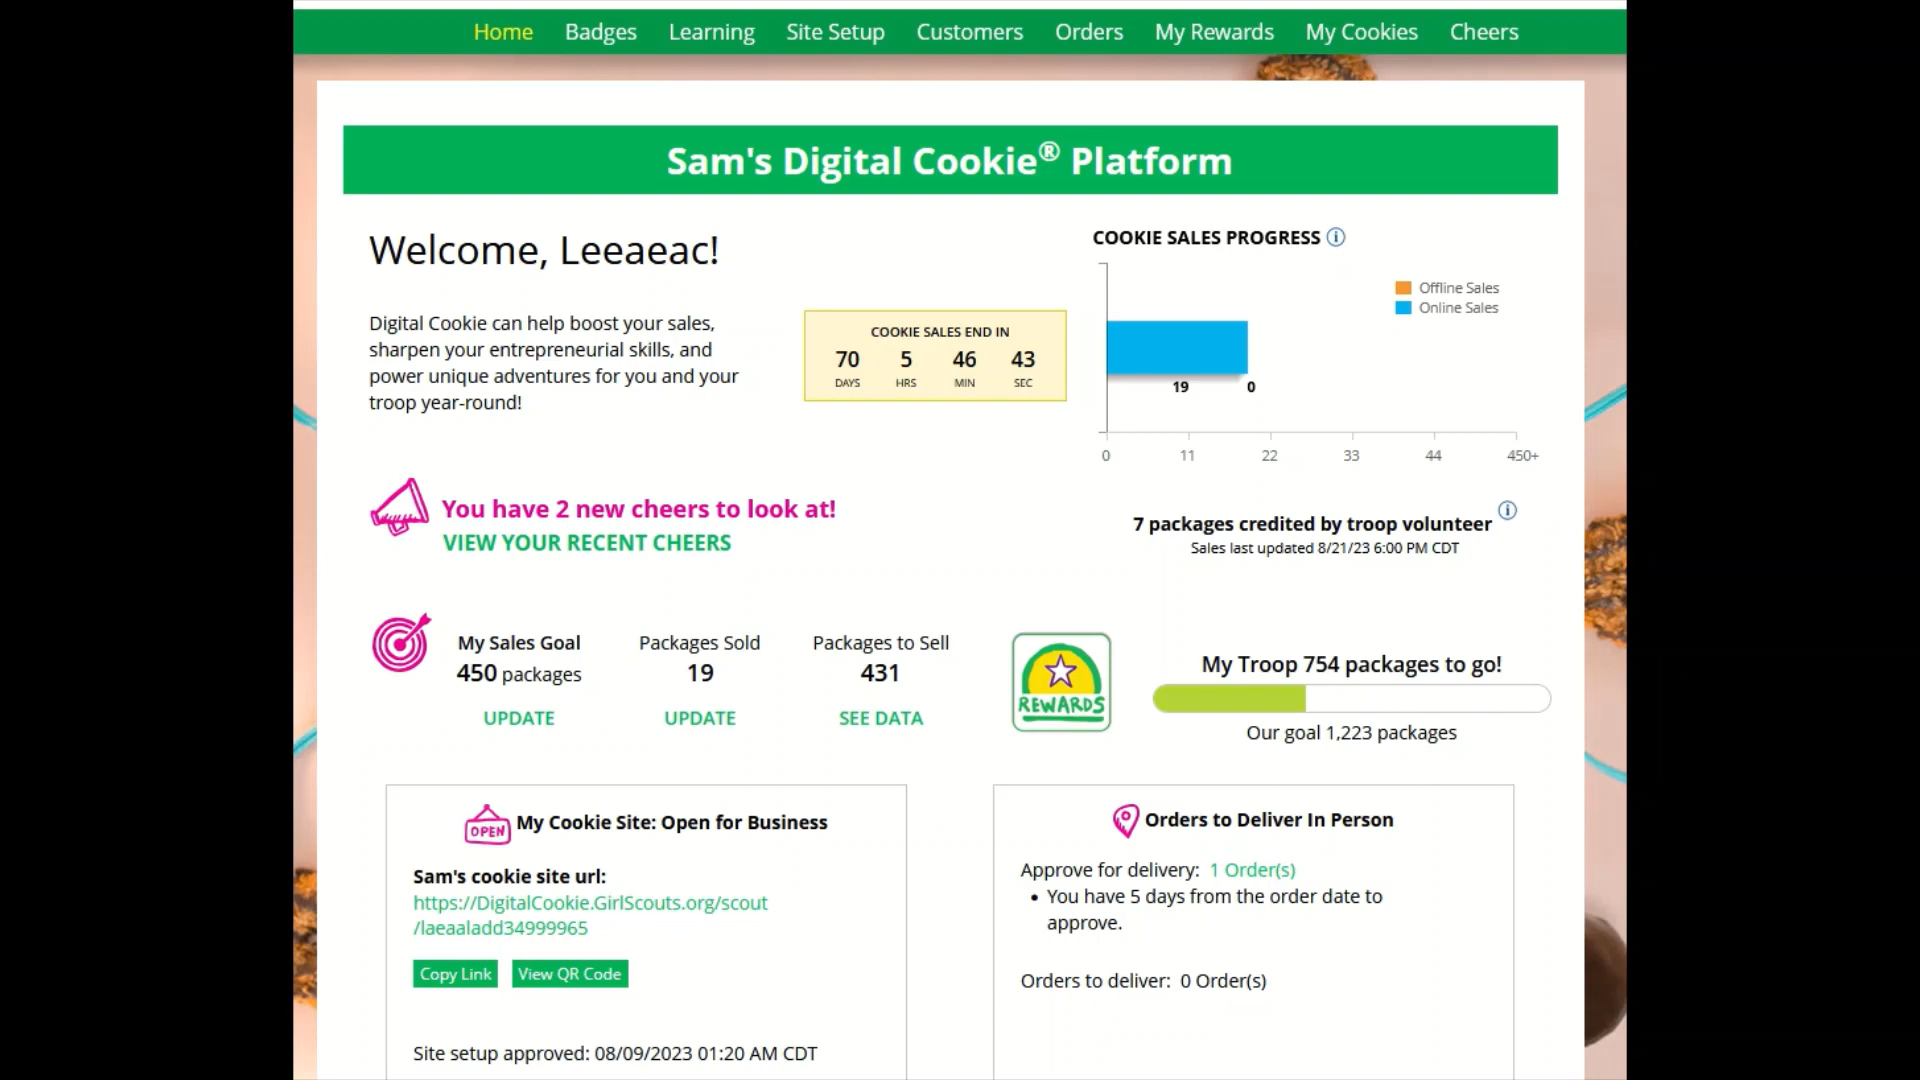 Home Badges Learning Site Setup Customers Orders My Rewards My Cookies Cheers
Sam's Digital Cookie® Platform
Welcome, Leeaeac!
Digital Cookie can help boost your sales,
sharpen your entrepreneurial skills, and
power unique adventures for you and your
troop year-round!
COOKIE SALES END IN
70 5 46 43
DAYS HRS MIN SEC
COOKIE SALES PROGRESS i
Offline Sales
Online Sales
19 0
0 11 22 33 44 450+
You have 2 new cheers to look at!
VIEW YOUR RECENT CHEERS
7 packages credited by troop volunteer i
Sales last updated 8/21/23 6:00 PM CDT
My Sales Goal
450 packages
UPDATE
Packages Sold
19
UPDATE
Packages to Sell
431
SEE DATA
REWARDS
My Troop 754 packages to go!
Our goal 1,223 packages
OPEN
My Cookie Site: Open for Business
Sam's cookie site url:
https://DigitalCookie.GirlScouts.org/scout
/laeaaladd34999965
Copy Link View QR Code
Site setup approved: 08/09/2023 01:20 AM CDT
Orders to Deliver In Person
Approve for delivery: 1 Order(s)
• You have 5 days from the order date to
approve.
Orders to deliver: 0 Order(s)